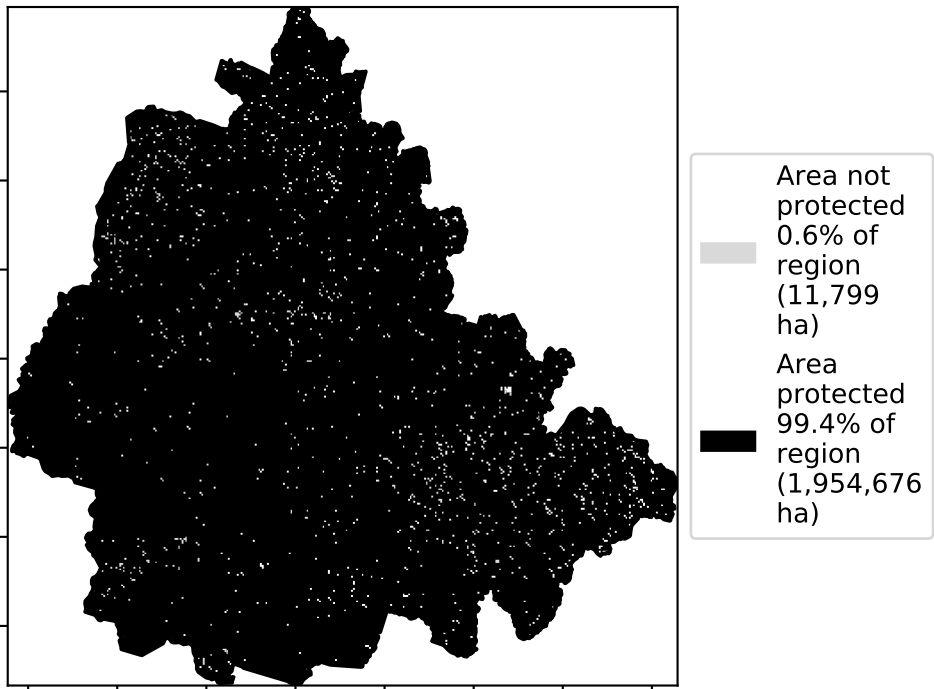 Area not
protected
0.6% of
region
(11,799
ha)
Area
protected
99.4% of
region
(1,954,676
ha)